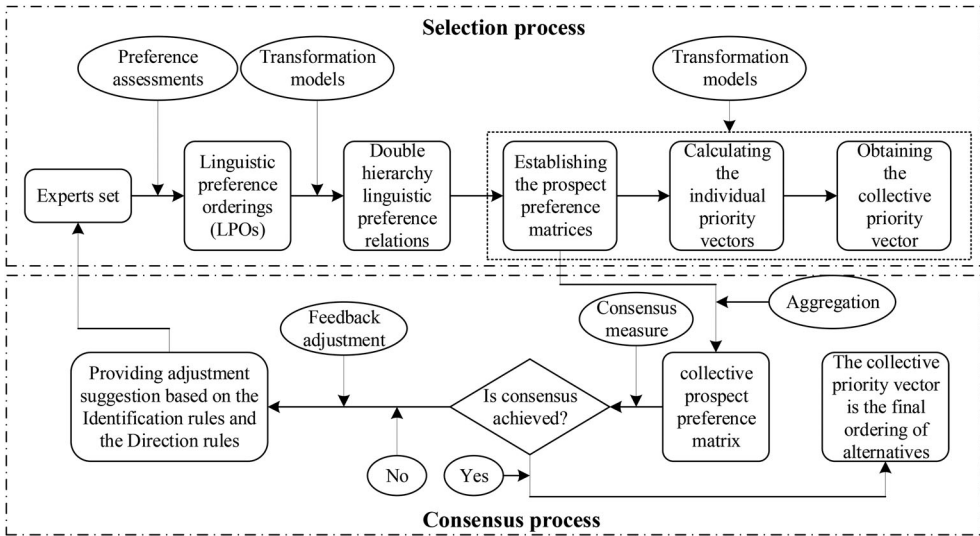 Selection process
Preference
assessments
Transformation
models
Transformation
models
Experts set
Linguistic
preference
orderings
(LPOs)
Double
hierarchy
linguistic
preference
relations
Establishing
the prospect
preference
matrices
Calculating
the
individual
priority
vectors
Obtaining
the
collective
priority
vector
Feedback
adjustment
Consensus
measure
Aggregation
Providing adjustment
suggestion based on the
Identification rules and
the Direction rules
Is consensus
achieved?
collective
prospect
preference
matrix
The collective
priority vector
is the final
ordering of
alternatives
No
Yes
Consensus process